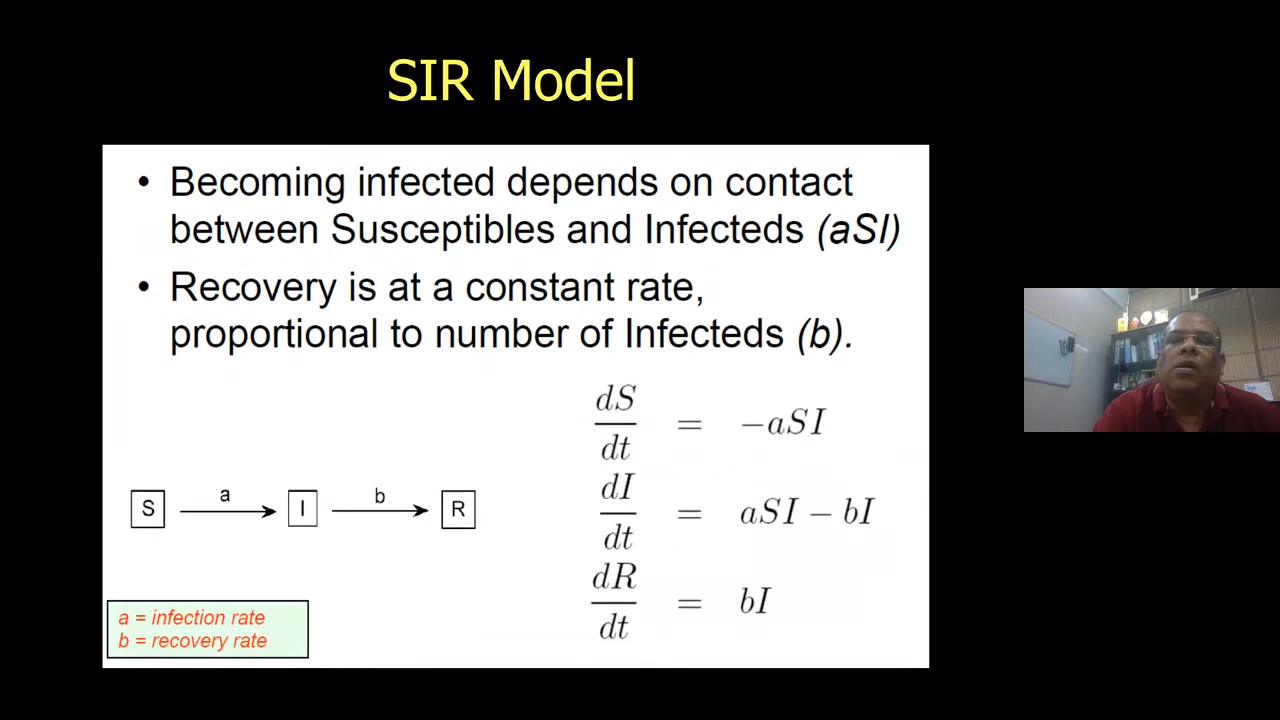 SIR Model
• Becoming infected depends on contact
between Susceptibles and Infecteds (aSI)
• Recovery is at a constant rate,
proportional to number of Infecteds (b).
dS/dt = −aSI
dI/dt = aSI − bI
dR/dt = bI
S a I b R
a = infection rate
b = recovery rate